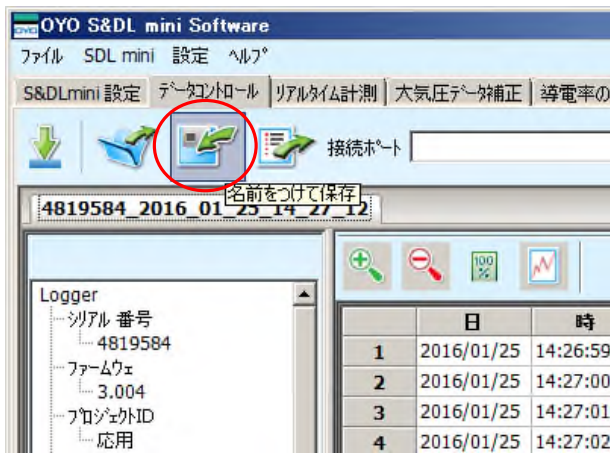 OYO S&DL mini Software
ファイル SDL mini 設定 ヘルプ
S&DLmini 設定 データコントロール リアルタイム計測 大気圧データ補正 導電率の
接続ポート
名前をつけて保存
4819584_2016_01_25_14_27_12
Logger
シリアル 番号
4819584
ファームウェ
3.004
プロジェクトID
応用
100 %
日 時
1 2016/01/25 14:26:59
2 2016/01/25 14:27:00
3 2016/01/25 14:27:01
4 2016/01/25 14:27:02